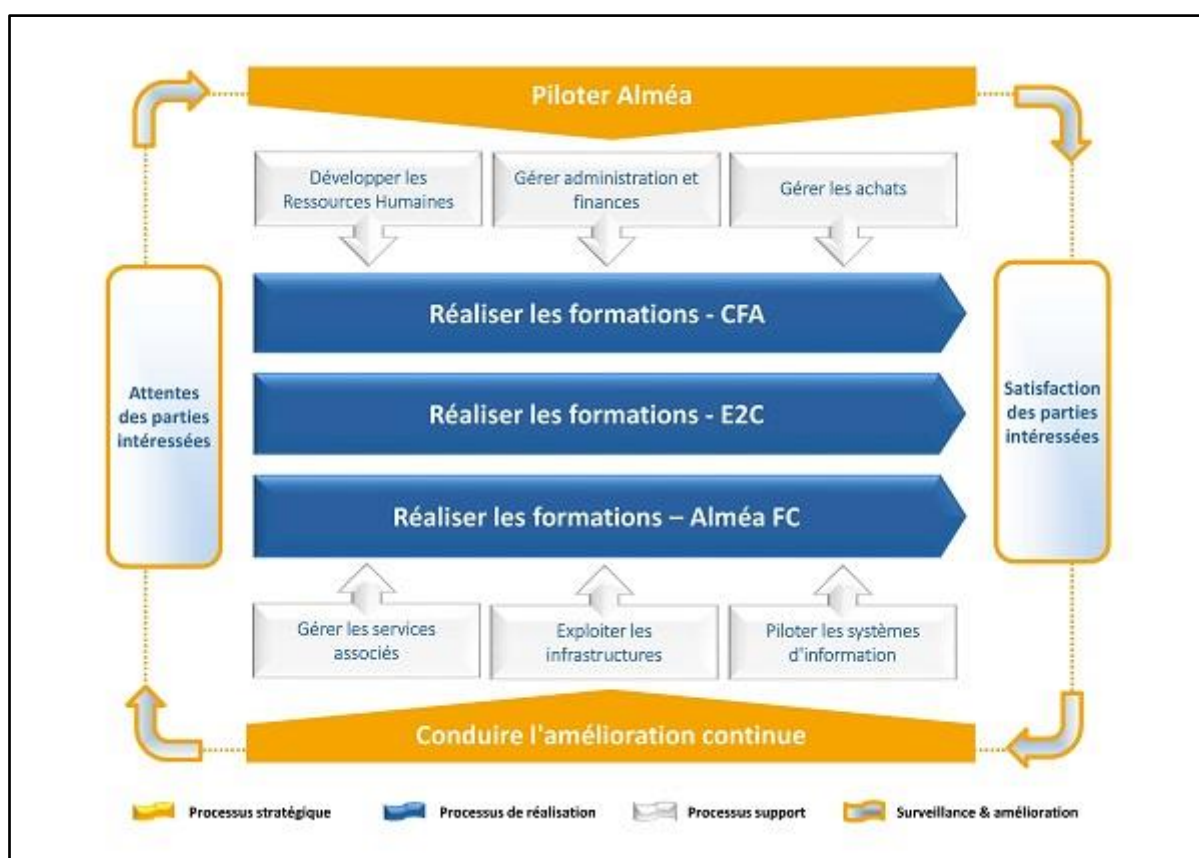 Piloter Alméa
Développer les
Ressources Humaines
Gérer administration et
finances
Gérer les achats
Réaliser les formations - CFA
Attentes
des parties
intéressées
Réaliser les formations - E2C
Satisfaction
des parties
intéressées
Réaliser les formations – Alméa FC
Gérer les services
associés
Exploiter les
infrastructures
Piloter les systèmes
d'information
Conduire l'amélioration continue
Processus stratégique
Processus de réalisation
Processus support
Surveillance & amélioration